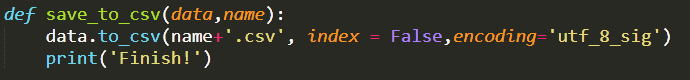 def save_to_csv(data,name):
    data.to_csv(name+'.csv', index = False,encoding='utf_8_sig')
    print('Finish!')